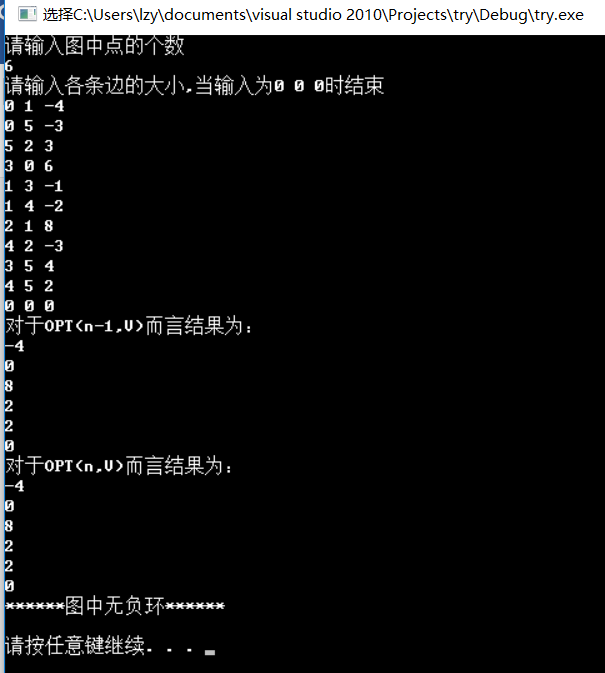 选择C:\Users\lzy\documents\visual studio 2010\Projects\try\Debug\try.exe
请输入图中点的个数
6
请输入各条边的大小,当输入为0 0 0时结束
0 1 -4
0 5 -3
5 2 3
3 0 6
1 3 -1
1 4 -2
2 1 8
4 2 -3
3 5 4
4 5 2
0 0 0
对于OPT(n-1,V)而言结果为:
-4
0
8
2
2
0
对于OPT(n,V)而言结果为:
-4
0
8
2
2
0
******图中无负环******
请按任意键继续. . .